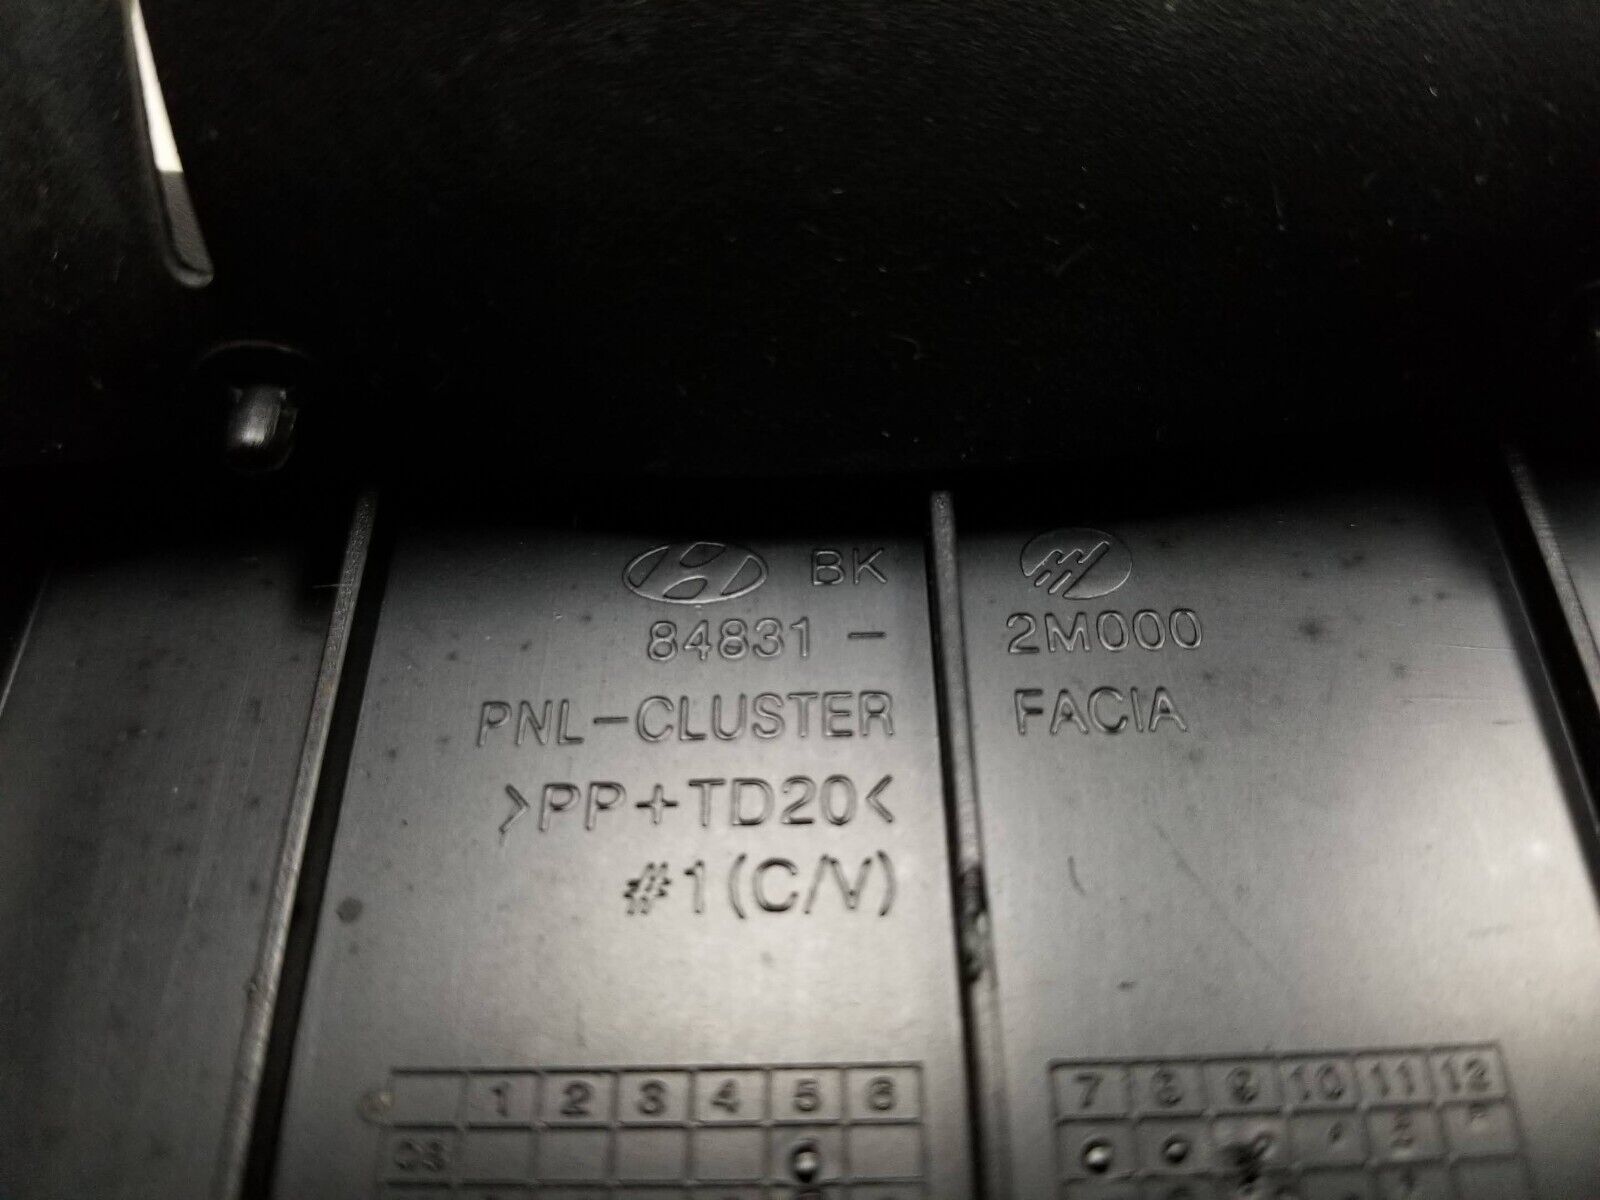 BK
84831 - 2M000
PNL-CLUSTER FACIA
>PP+TD20<
#1(C/V)
1 2 3 4 5 6 7 8 9 10 11 12
08